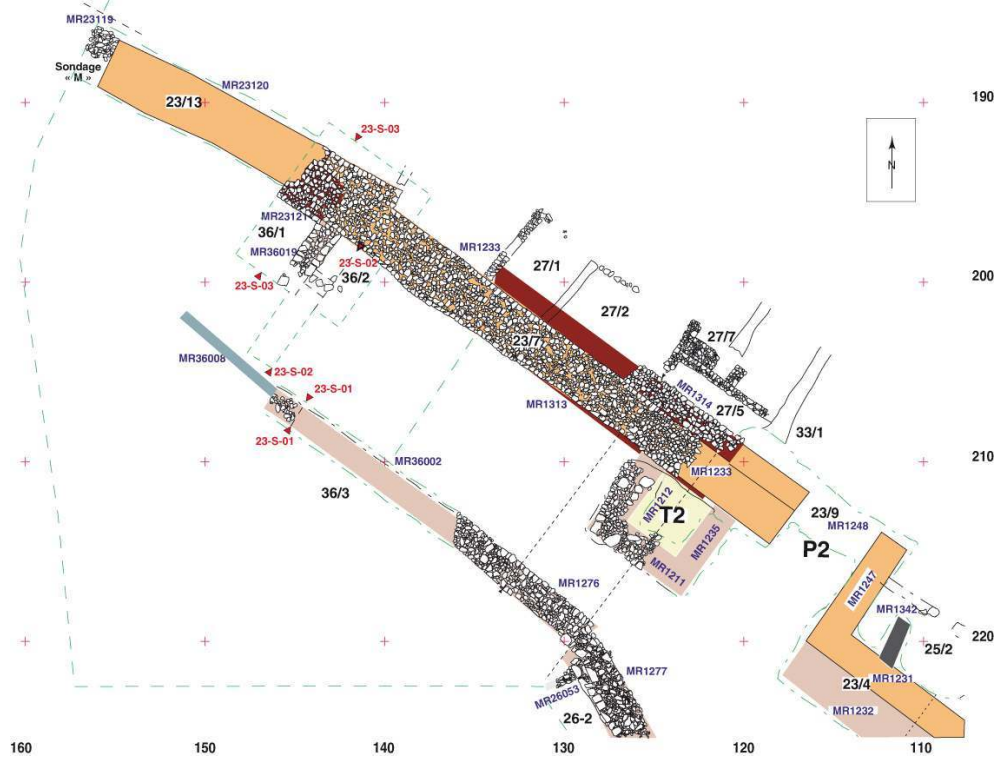 MR23119
Sondage
« M »
MR23120
190
23/13
23-S-03
N
MR23121
36/1
MR1233
MR36019
23-S-02
27/1
23-S-03
36/2
200
27/2
23/7
27/7
MR36008
23-S-02
MR1314
23-S-01
MR1313
27/5
33/1
23-S-01
MR36002
210
MR1233
36/3
MR1212
T2
23/9
MR1248
MR1235
P2
MR1211
MR1276
MR1247
MR1342
220
25/2
MR1277
MR1231
23/4
MR26053
MR1232
26-2
160 150 140 130 120 110